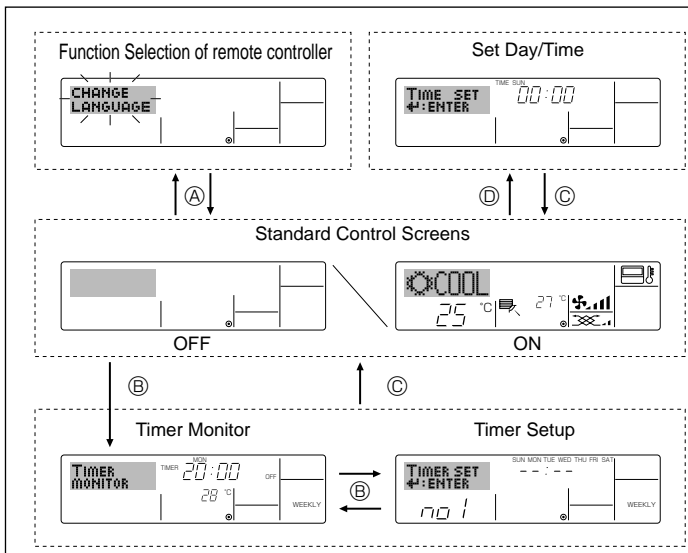 Function Selection of remote controller
CHANGE
LANGUAGE
Set Day/Time
TIME SUN
TIME SET
↵:ENTER
00:00
Ⓐ
Ⓓ
Ⓒ
Standard Control Screens
OFF
COOL
25 °C
27 °C
ON
Ⓑ
Ⓒ
Timer Monitor
TIMER
MONITOR
MON
TIMER 20:00 OFF
28 °C
WEEKLY
Ⓑ
Timer Setup
SUN MON TUE WED THU FRI SAT
TIMER SET
↵:ENTER
--:--
no 1
WEEKLY